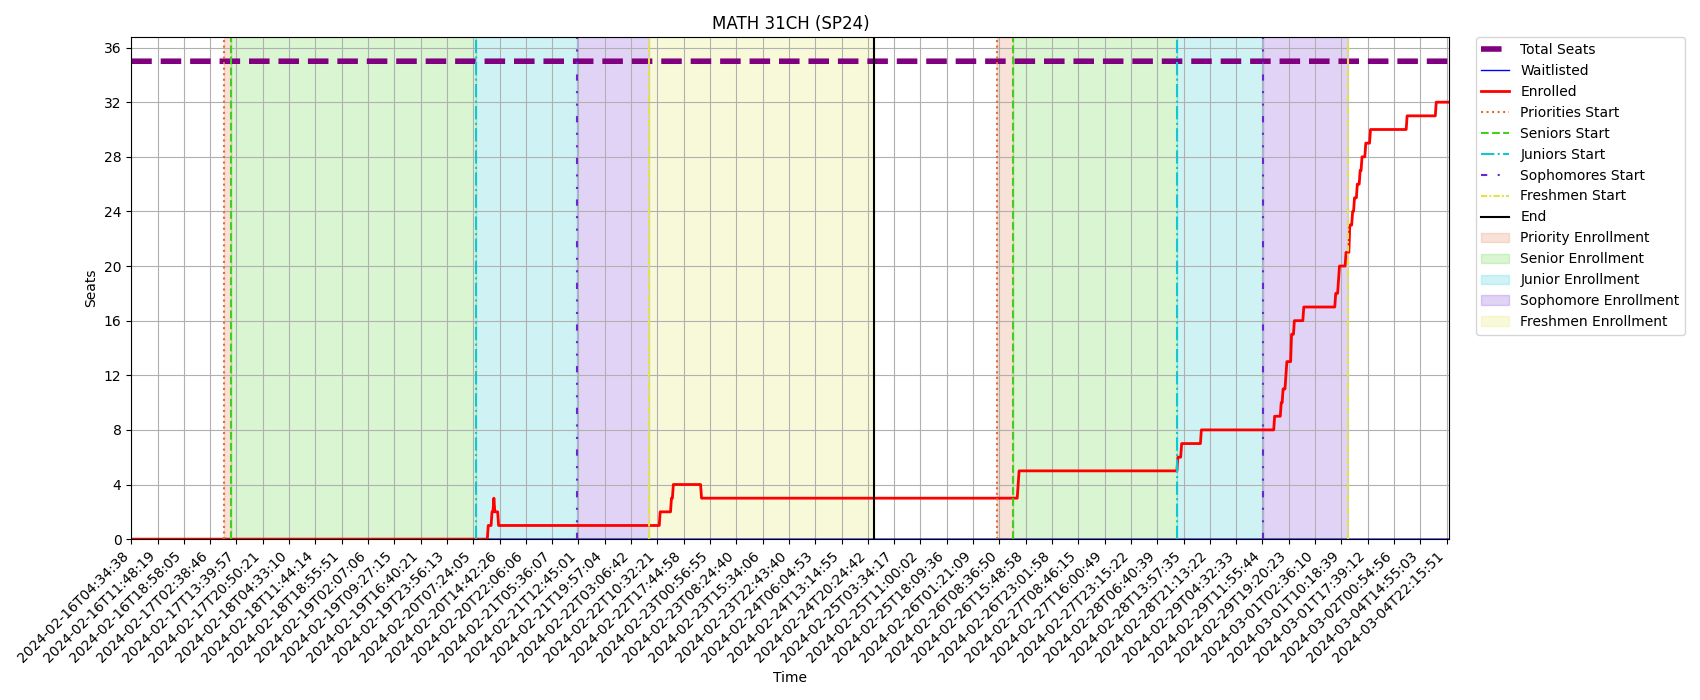 MATH 31CH (SP24)
36
32
28
24
20
16
12
8
4
0
Seats
2024-02-16T04:34:38
2024-02-16T11:48:19
2024-02-16T18:58:05
2024-02-17T02:38:46
2024-02-17T13:39:57
2024-02-17T20:50:21
2024-02-18T04:33:10
2024-02-18T11:44:14
2024-02-18T18:55:51
2024-02-19T02:07:06
2024-02-19T09:27:15
2024-02-19T16:40:21
2024-02-19T23:56:13
2024-02-20T07:24:05
2024-02-20T14:42:26
2024-02-20T22:06:06
2024-02-21T05:36:07
2024-02-21T12:45:01
2024-02-21T19:57:04
2024-02-22T03:06:42
2024-02-22T10:32:21
2024-02-22T17:44:58
2024-02-23T00:56:55
2024-02-23T08:24:40
2024-02-23T15:34:06
2024-02-23T22:43:40
2024-02-24T06:04:53
2024-02-24T13:14:55
2024-02-24T20:24:42
2024-02-25T03:34:17
2024-02-25T11:00:02
2024-02-25T18:09:36
2024-02-26T01:21:09
2024-02-26T08:36:50
2024-02-26T15:48:58
2024-02-26T23:01:58
2024-02-27T08:46:15
2024-02-27T16:00:49
2024-02-27T23:15:22
2024-02-28T06:40:39
2024-02-28T13:57:35
2024-02-28T21:13:22
2024-02-29T04:32:33
2024-02-29T11:55:44
2024-02-29T19:20:23
2024-03-01T02:36:10
2024-03-01T10:18:39
2024-03-01T17:39:12
2024-03-02T00:54:56
2024-03-04T14:55:03
2024-03-04T22:15:51
Time
Total Seats
Waitlisted
Enrolled
Priorities Start
Seniors Start
Juniors Start
Sophomores Start
Freshmen Start
End
Priority Enrollment
Senior Enrollment
Junior Enrollment
Sophomore Enrollment
Freshmen Enrollment